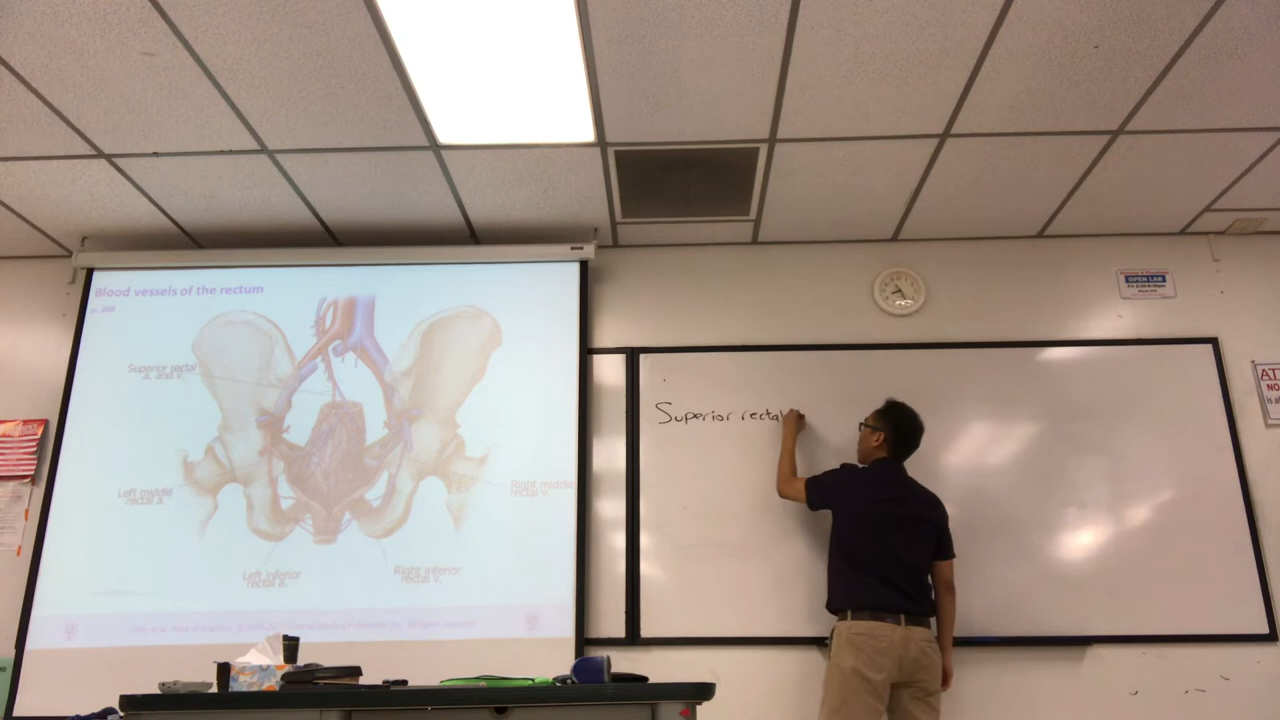 Blood vessels of the rectum
Superior rectal
a. and v.
Left middle
rectal a.
Right middle
rectal v.
Left inferior
rectal a.
Right inferior
rectal v.
Superior rectal
OPEN LAB